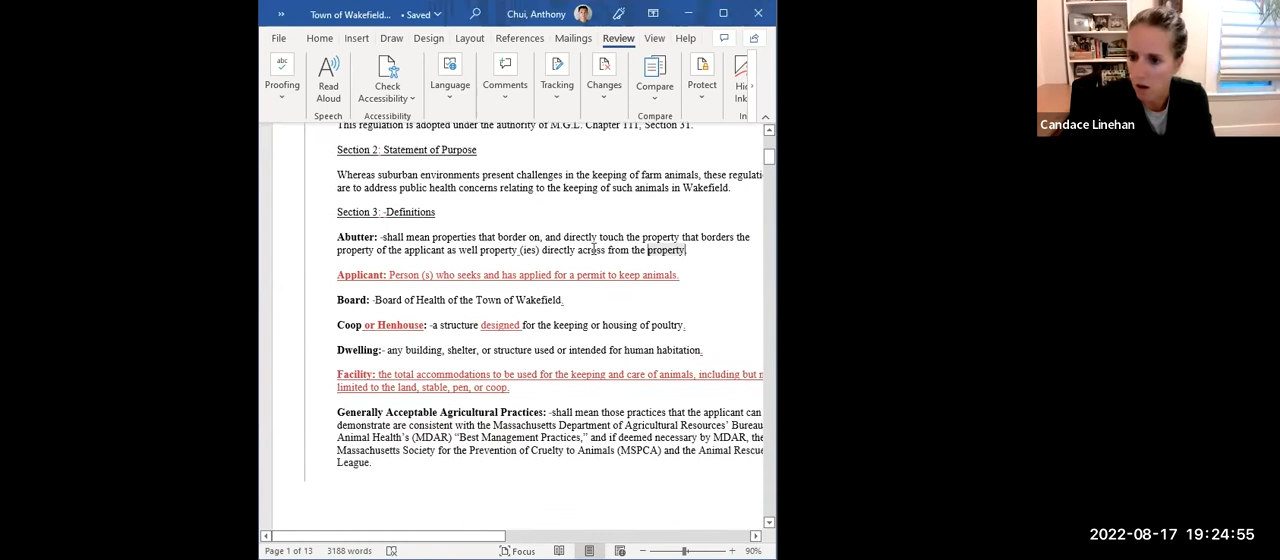 Town of Wakefield... • Saved
Chui, Anthony
File Home Insert Draw Design Layout References Mailings Review View Help
abc
Proofing
Read
Aloud
Check
Accessibility
Language
Comments
Tracking
Changes
Compare
Protect
Hid
Ink
Speech
Accessibility
Compare
In
This regulation is adopted under the authority of M.G.L. Chapter 111, Section 31.
Section 2: Statement of Purpose
Whereas suburban environments present challenges in the keeping of farm animals, these regulati
are to address public health concerns relating to the keeping of such animals in Wakefield.
Section 3: -Definitions
Abutter: -shall mean properties that border on, and directly touch the property that borders the
property of the applicant as well property (ies) directly across from the property.
Applicant: Person (s) who seeks and has applied for a permit to keep animals.
Board: -Board of Health of the Town of Wakefield.
Coop or Henhouse: -a structure designed for the keeping or housing of poultry.
Dwelling:- any building, shelter, or structure used or intended for human habitation.
Facility: the total accommodations to be used for the keeping and care of animals, including but n
limited to the land, stable, pen, or coop.
Generally Acceptable Agricultural Practices: -shall mean those practices that the applicant can
demonstrate are consistent with the Massachusetts Department of Agricultural Resources' Bureau
Animal Health's (MDAR) "Best Management Practices," and if deemed necessary by MDAR, the
Massachusetts Society for the Prevention of Cruelty to Animals (MSPCA) and the Animal Rescue
League.
Page 1 of 13 3188 words
Focus
90%
Candace Linehan
2022-08-17 19:24:55